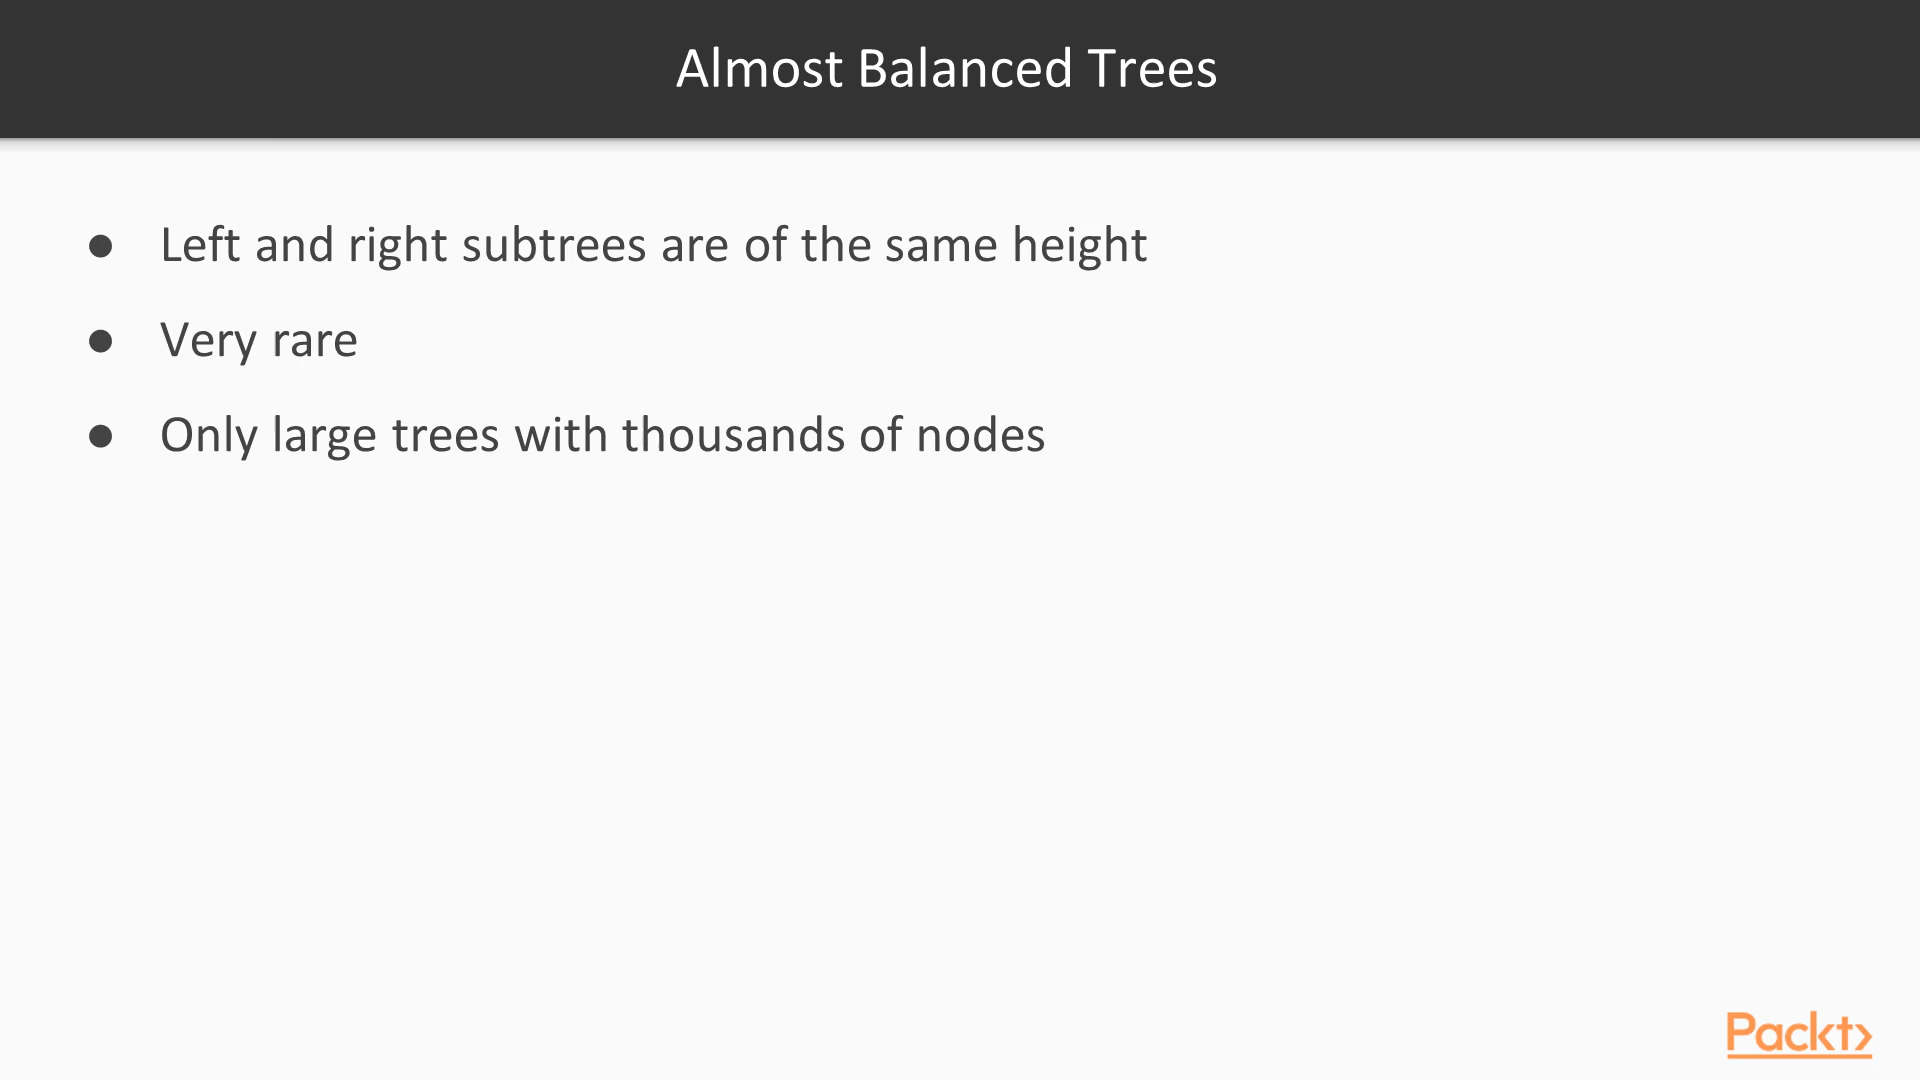 Almost Balanced Trees
● Left and right subtrees are of the same height
● Very rare
● Only large trees with thousands of nodes
Packt>